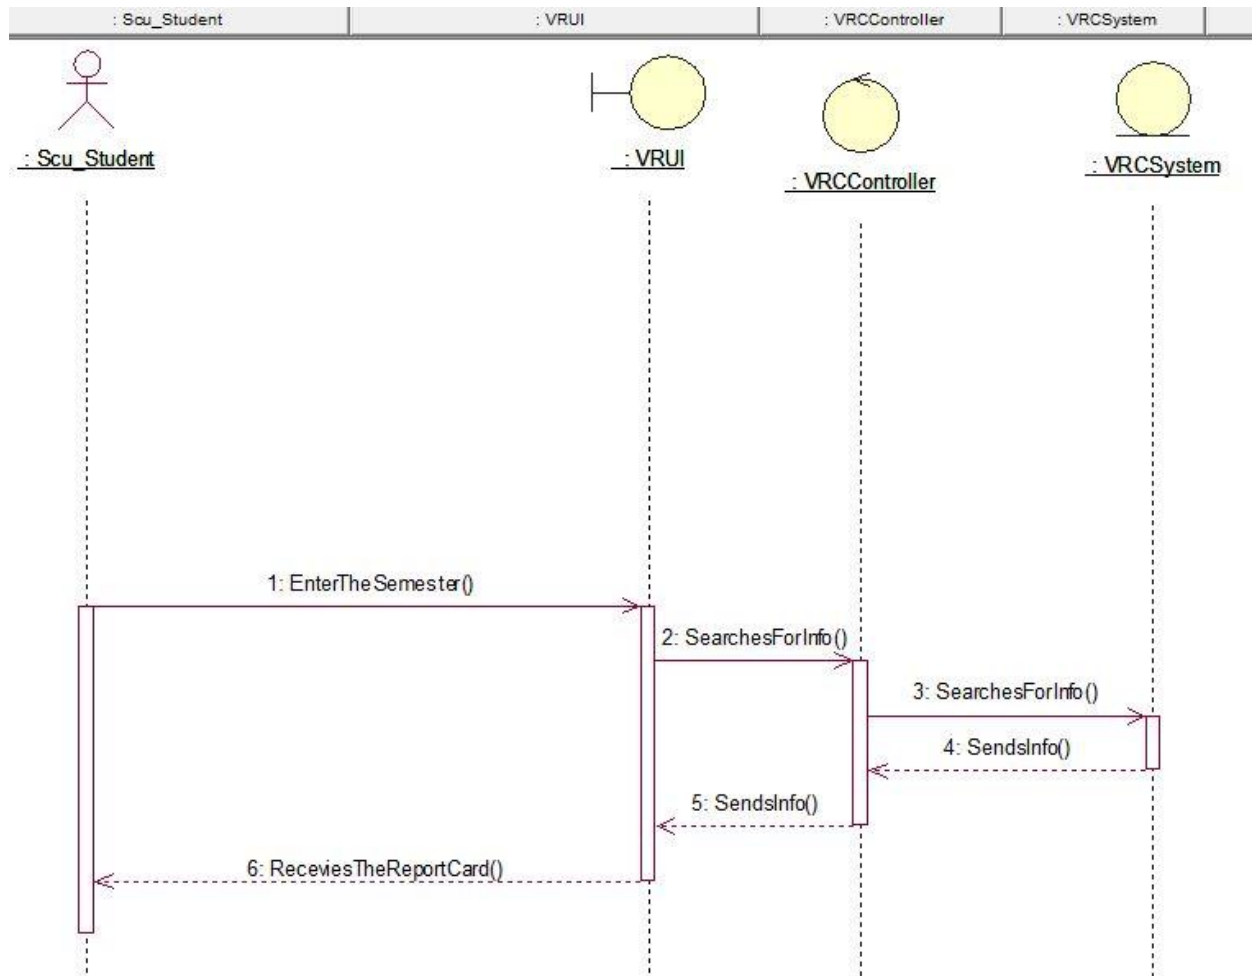 : Scu_Student
: VRUI
: VRCController
: VRCSystem
: Scu_Student
: VRUI
: VRCController
: VRCSystem
1: EnterTheSemester()
2: SearchesForInfo()
3: SearchesForInfo()
4: SendsInfo()
5: SendsInfo()
6: ReceviesTheReportCard()